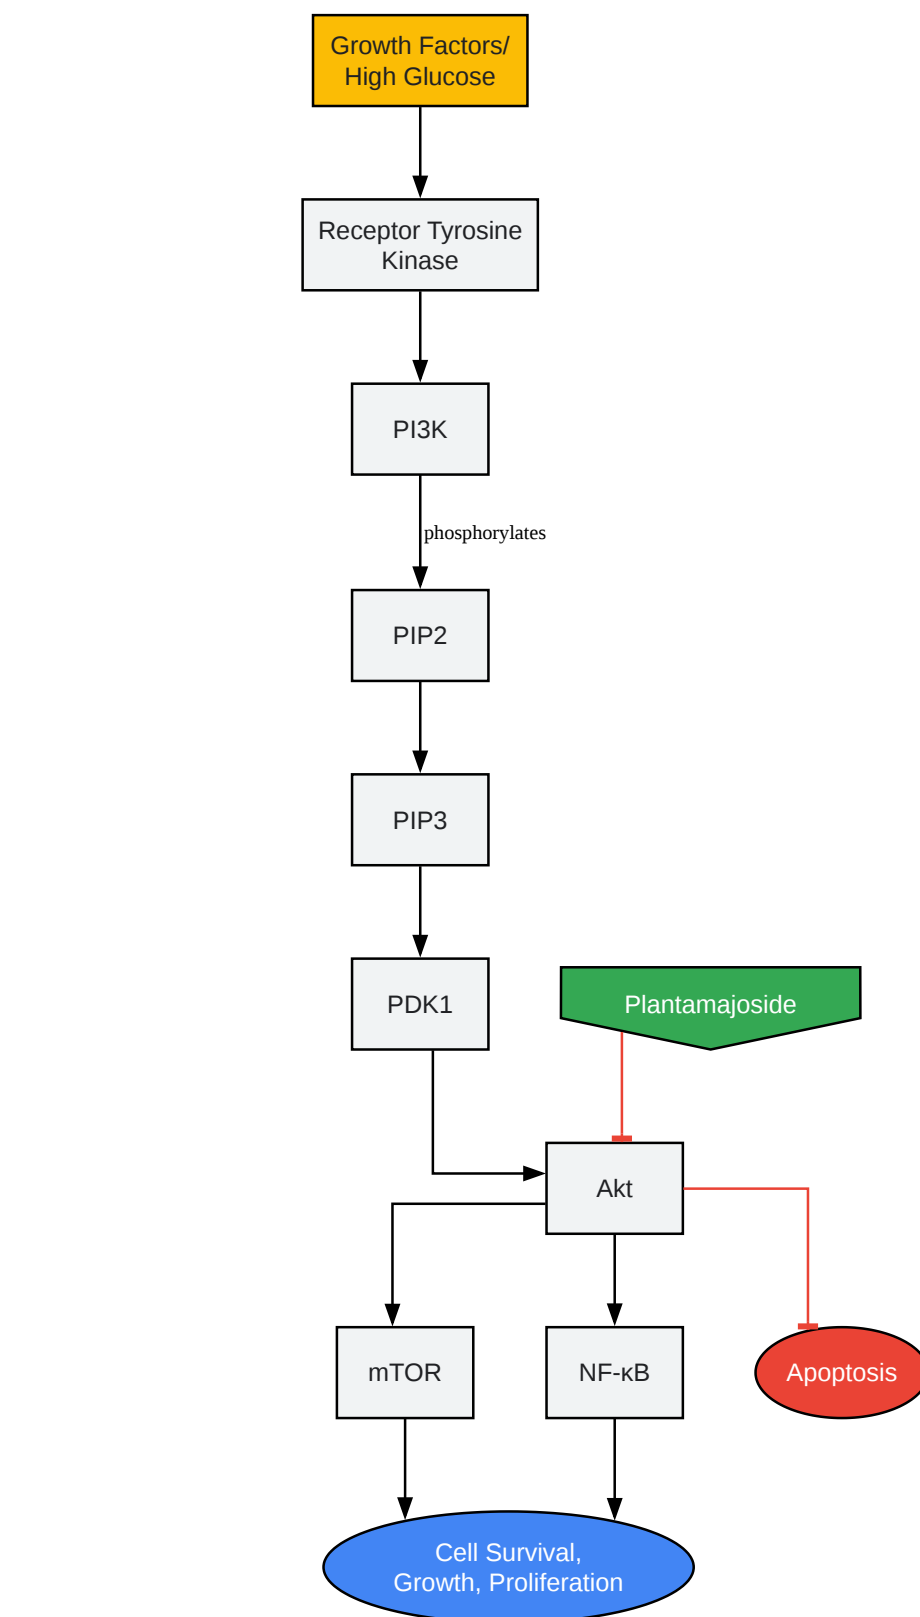 Growth Factors/
High Glucose
Receptor Tyrosine
Kinase
PI3K
phosphorylates
PIP2
PIP3
PDK1
Plantamajoside
Akt
mTOR
NF-κB
Apoptosis
Cell Survival,
Growth, Proliferation